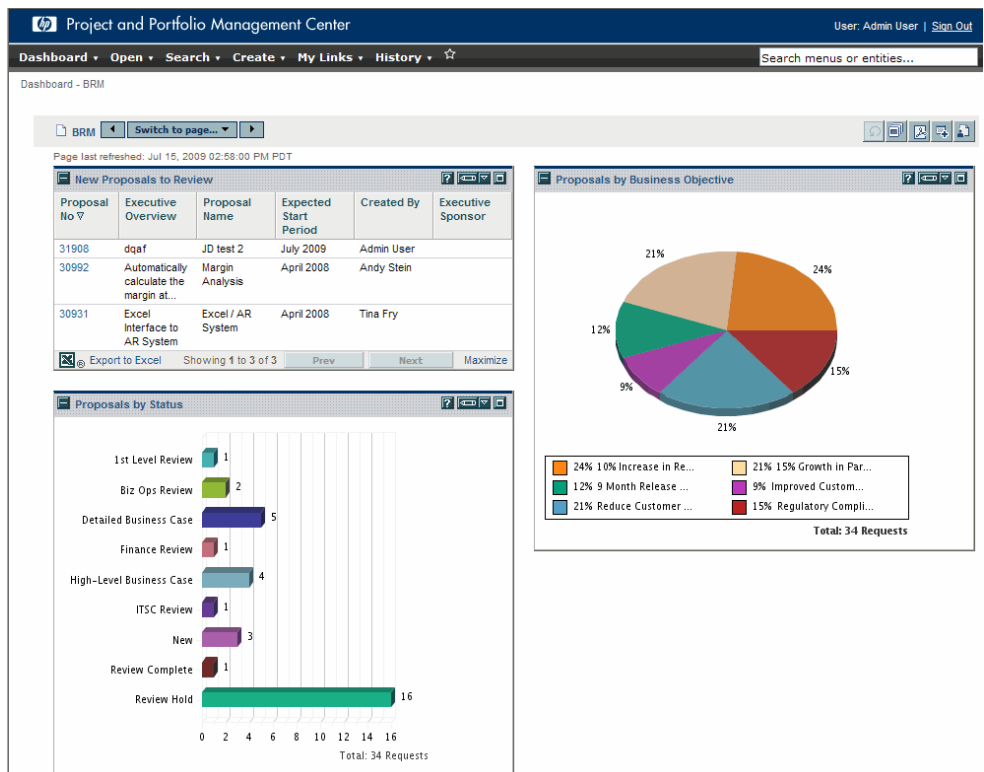 hp Project and Portfolio Management Center
User: Admin User | Sign Out
Dashboard Open Search Create My Links History
Search menus or entities...
Dashboard - BRM
BRM Switch to page...
Page last refreshed: Jul 15, 2009 02:58:00 PM PDT
New Proposals to Review
Proposal No Executive Overview Proposal Name Expected Start Period Created By Executive Sponsor
31908 dqaf JD test 2 July 2009 Admin User
30992 Automatically calculate the margin at... Margin Analysis April 2008 Andy Stein
30931 Excel Interface to AR System Excel / AR System April 2008 Tina Fry
Export to Excel Showing 1 to 3 of 3 Prev Next Maximize
Proposals by Status
1st Level Review 1
Biz Ops Review 2
Detailed Business Case 5
Finance Review 1
High-Level Business Case 4
ITSC Review 1
New 3
Review Complete 1
Review Hold 16
0 2 4 6 8 10 12 14 16
Total: 34 Requests
Proposals by Business Objective
21%
24%
12%
15%
9%
21%
24% 10% Increase in Re...
21% 15% Growth in Par...
12% 9 Month Release ...
9% Improved Custom...
21% Reduce Customer ...
15% Regulatory Compli...
Total: 34 Requests